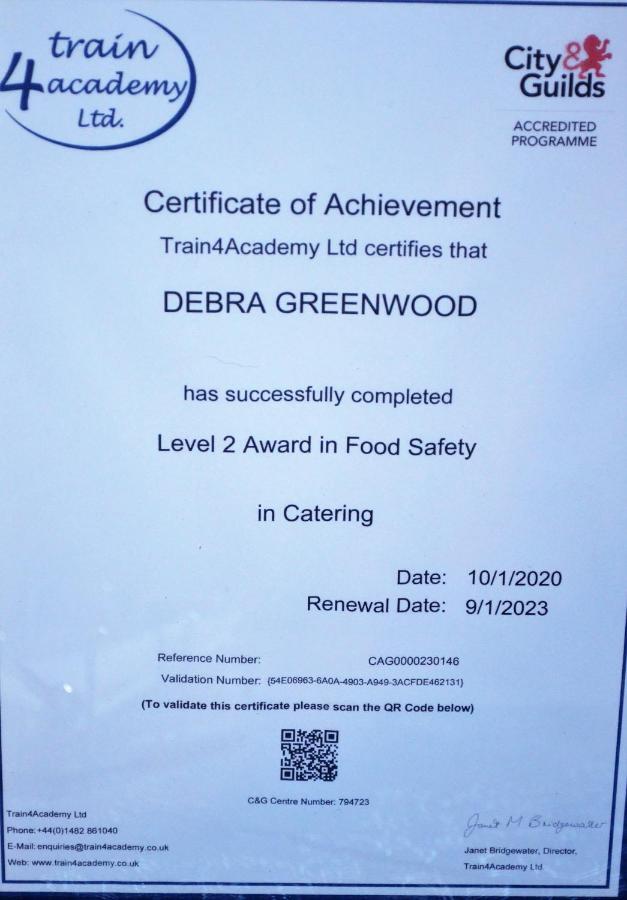 train
4academy
Ltd.
City&
Guilds
ACCREDITED
PROGRAMME
Certificate of Achievement
Train4Academy Ltd certifies that
DEBRA GREENWOOD
has successfully completed
Level 2 Award in Food Safety
in Catering
Date: 10/1/2020
Renewal Date: 9/1/2023
Reference Number: CAG0000230146
Validation Number: {54E06963-6A0A-4903-A949-3ACFDE462131}
(To validate this certificate please scan the QR Code below)
C&G Centre Number: 794723
Train4Academy Ltd
Phone:+44(0)1482 861040
E-Mail:enquiries@train4academy.co.uk
Web: www.train4academy.co.uk
Janet M Bridgewater
Janet Bridgewater, Director,
Train4Academy Ltd